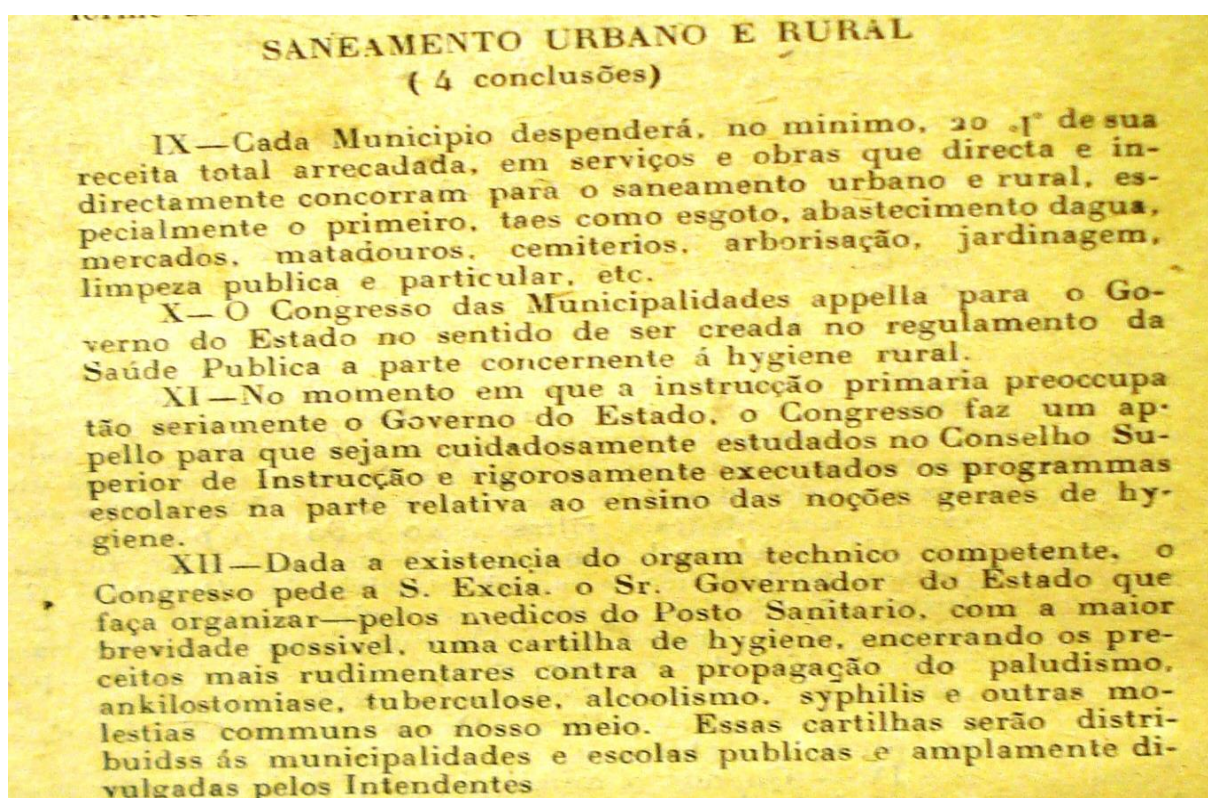 SANEAMENTO URBANO E RURAL
( 4 conclusões)
IX—Cada Municipio despenderá, no minimo, 20 .|° de sua
receita total arrecadada, em serviços e obras que directa e in-
directamente concorram para o saneamento urbano e rural, es-
pecialmente o primeiro, taes como esgoto, abastecimento dagua,
mercados, matadouros, cemiterios, arborisação, jardinagem,
limpeza publica e particular, etc.
X—O Congresso das Municipalidades appella para o Go-
verno do Estado no sentido de ser creada no regulamento da
Saúde Publica a parte concernente á hygiene rural.
XI—No momento em que a instrucção primaria preoccupa
tão seriamente o Governo do Estado, o Congresso faz um ap-
pello para que sejam cuidadosamente estudados no Conselho Su-
perior de Instrucção e rigorosamente executados os programmas
escolares na parte relativa ao ensino das noções geraes de hy-
giene.
XII—Dada a existencia do orgam technico competente, o
Congresso pede a S. Excia. o Sr. Governador do Estado que
faça organizar—pelos medicos do Posto Sanitario, com a maior
brevidade possivel, uma cartilha de hygiene, encerrando os pre-
ceitos mais rudimentares contra a propagação do paludismo,
ankilostomiase, tuberculose, alcoolismo, syphilis e outras mo-
lestias communs ao nosso meio. Essas cartilhas serão distri-
buidss ás municipalidades e escolas publicas e amplamente di-
vulgadas pelos Intendentes